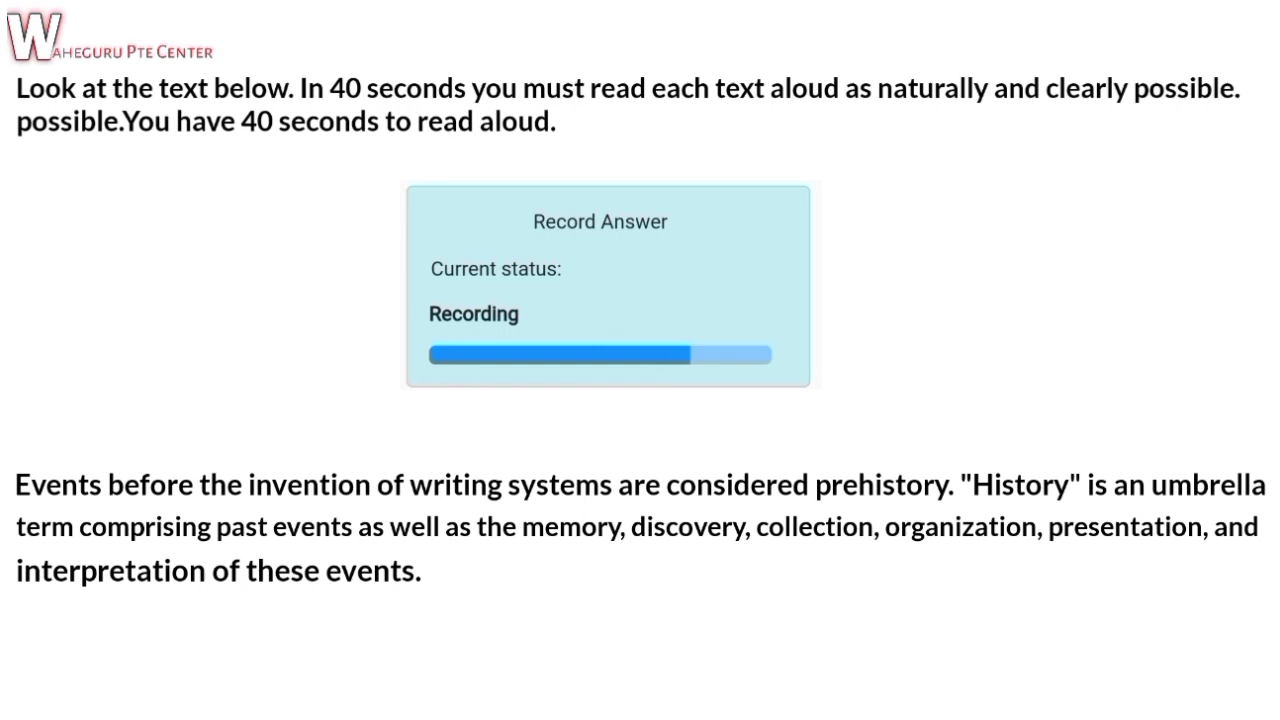 WAHEGURU PTE CENTER
Look at the text below. In 40 seconds you must read each text aloud as naturally and clearly possible.
possible.You have 40 seconds to read aloud.
Record Answer
Current status:
Recording
Events before the invention of writing systems are considered prehistory. "History" is an umbrella
term comprising past events as well as the memory, discovery, collection, organization, presentation, and
interpretation of these events.